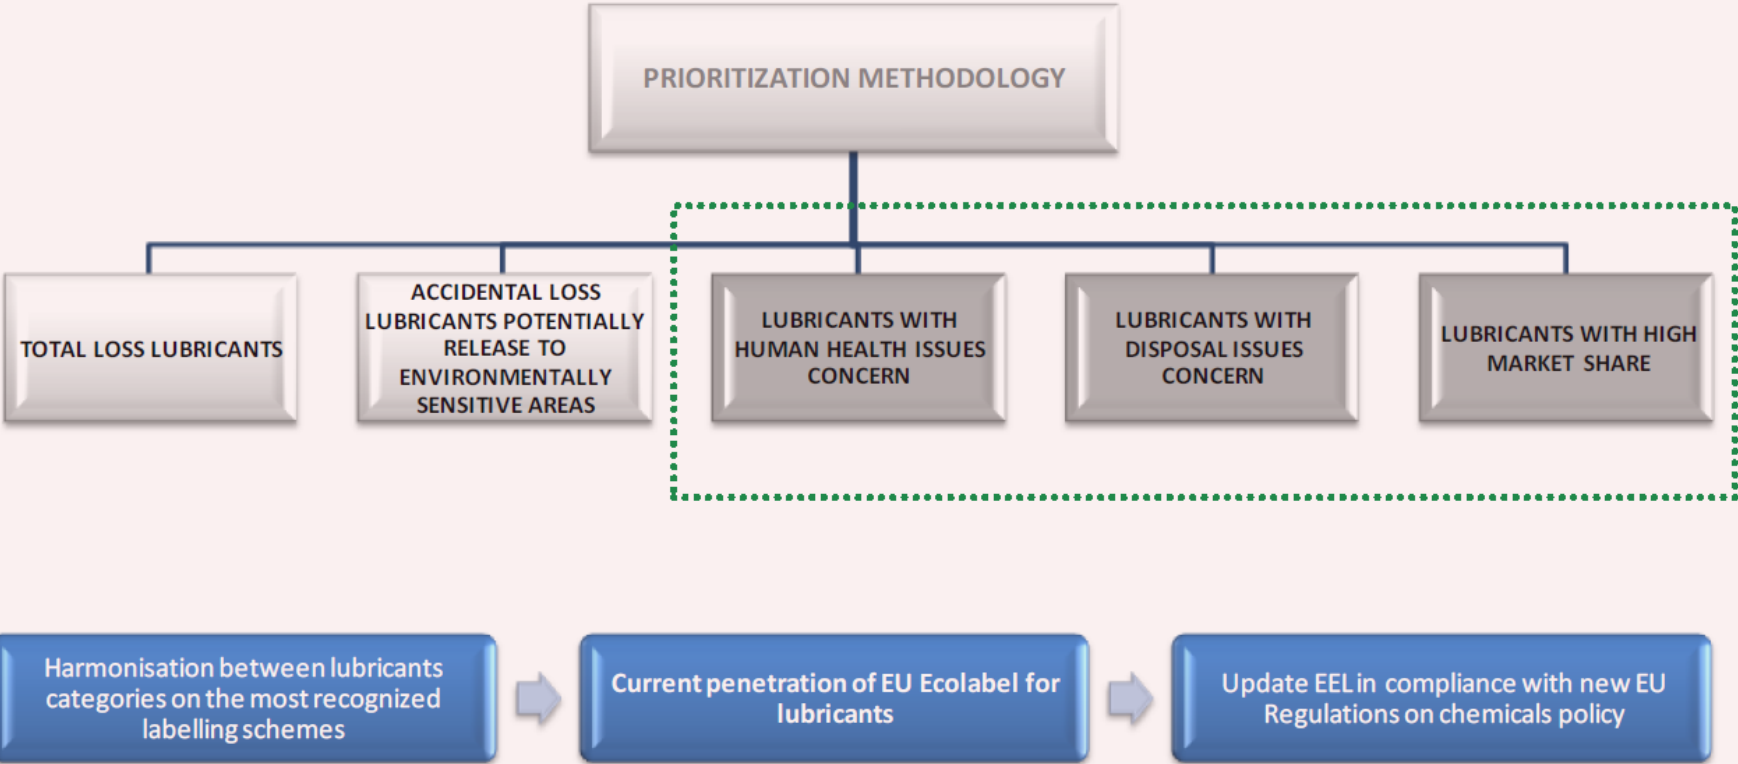 PRIORITIZATION METHODOLOGY
TOTAL LOSS LUBRICANTS
ACCIDENTAL LOSS
LUBRICANTS POTENTIALLY
RELEASE TO
ENVIRONMENTALLY
SENSITIVE AREAS
LUBRICANTS WITH
HUMAN HEALTH ISSUES
CONCERN
LUBRICANTS WITH
DISPOSAL ISSUES
CONCERN
LUBRICANTS WITH HIGH
MARKET SHARE
Harmonisation between lubricants
categories on the most recognized
labelling schemes
Current penetration of EU Ecolabel for
lubricants
Update EEL in compliance with new EU
Regulations on chemicals policy